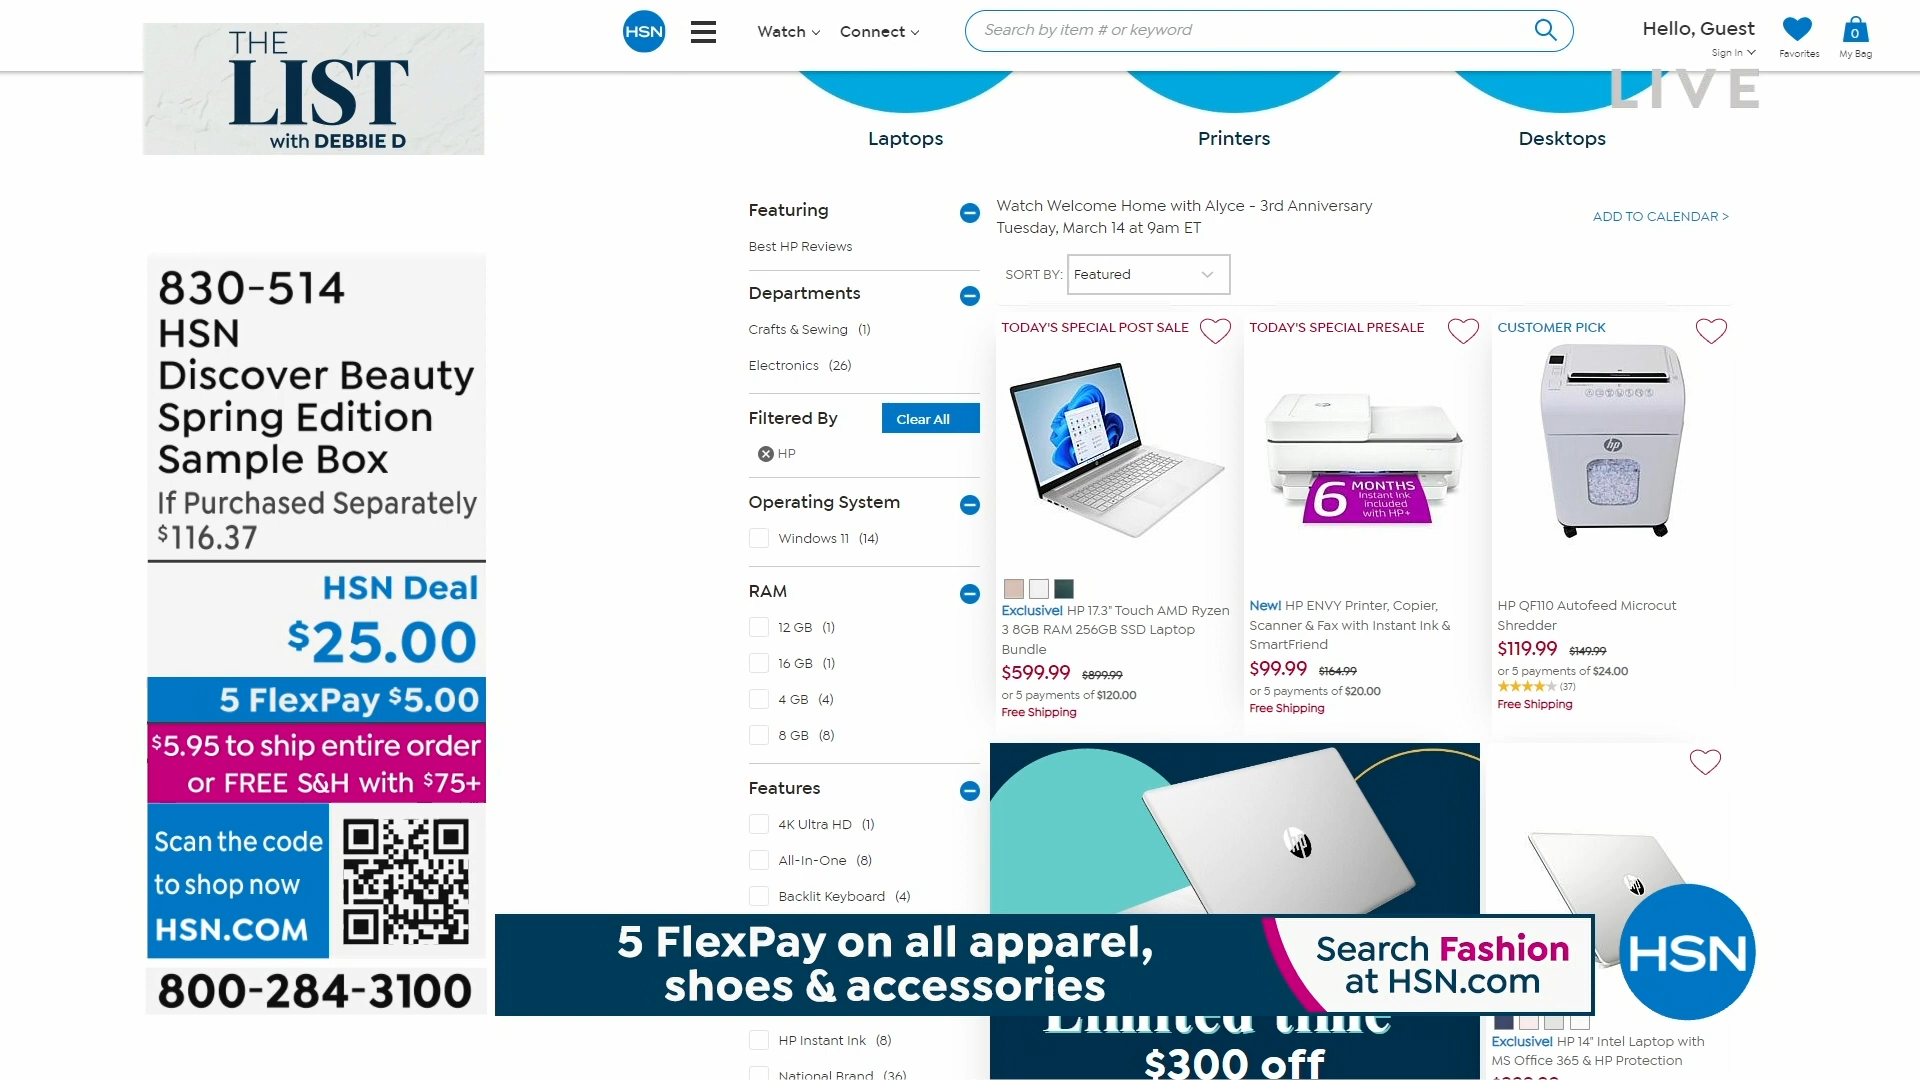 THE
LIST
with DEBBIE D
HSN
Watch
Connect
Search by item # or keyword
Hello, Guest
Sign In
Favorites
0
My Bag
LIVE
Laptops
Printers
Desktops
830-514
HSN
Discover Beauty
Spring Edition
Sample Box
If Purchased Separately
$116.37
HSN Deal
$25.00
5 FlexPay $5.00
$5.95 to ship entire order
or FREE S&H with $75+
Scan the code
to shop now
HSN.COM
800-284-3100
Featuring
Best HP Reviews
Departments
Crafts & Sewing (1)
Electronics (26)
Filtered By
Clear All
HP
Operating System
Windows 11 (14)
RAM
12 GB (1)
16 GB (1)
4 GB (4)
8 GB (8)
Features
4K Ultra HD (1)
All-In-One (8)
Backlit Keyboard (4)
HP Instant Ink (8)
National Brand (36)
Watch Welcome Home with Alyce - 3rd Anniversary
Tuesday, March 14 at 9am ET
ADD TO CALENDAR >
SORT BY: Featured
TODAY'S SPECIAL POST SALE
Exclusive! HP 17.3" Touch AMD Ryzen
3 8GB RAM 256GB SSD Laptop
Bundle
$599.99 $899.99
or 5 payments of $120.00
Free Shipping
TODAY'S SPECIAL PRESALE
6 MONTHS
Instant Ink
included
with HP+
New! HP ENVY Printer, Copier,
Scanner & Fax with Instant Ink &
SmartFriend
$99.99 $164.99
or 5 payments of $20.00
Free Shipping
CUSTOMER PICK
hp
HP QF110 Autofeed Microcut
Shredder
$119.99 $149.99
or 5 payments of $24.00
(37)
Free Shipping
hp
hp
5 FlexPay on all apparel,
shoes & accessories
Search Fashion
at HSN.com
HSN
Limited time
$300 off
Exclusive! HP 14" Intel Laptop with
MS Office 365 & HP Protection